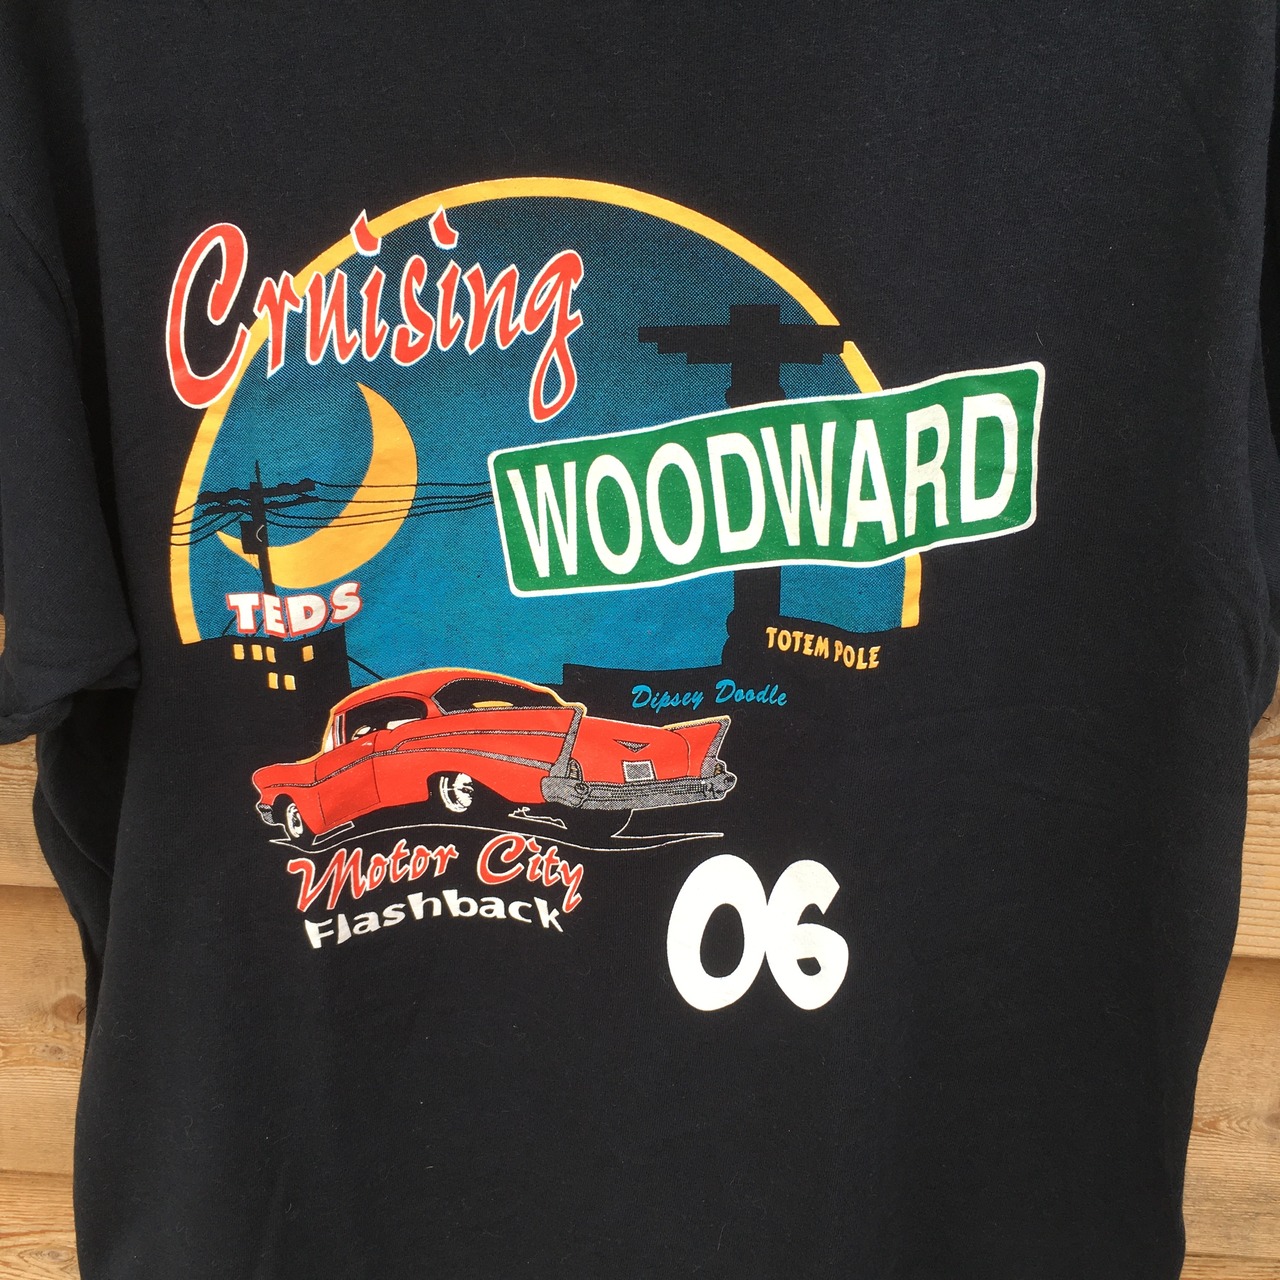 Cruising
WOODWARD
TEDS
TOTEM POLE
Dipsey Doodle
Motor City
Flashback
06